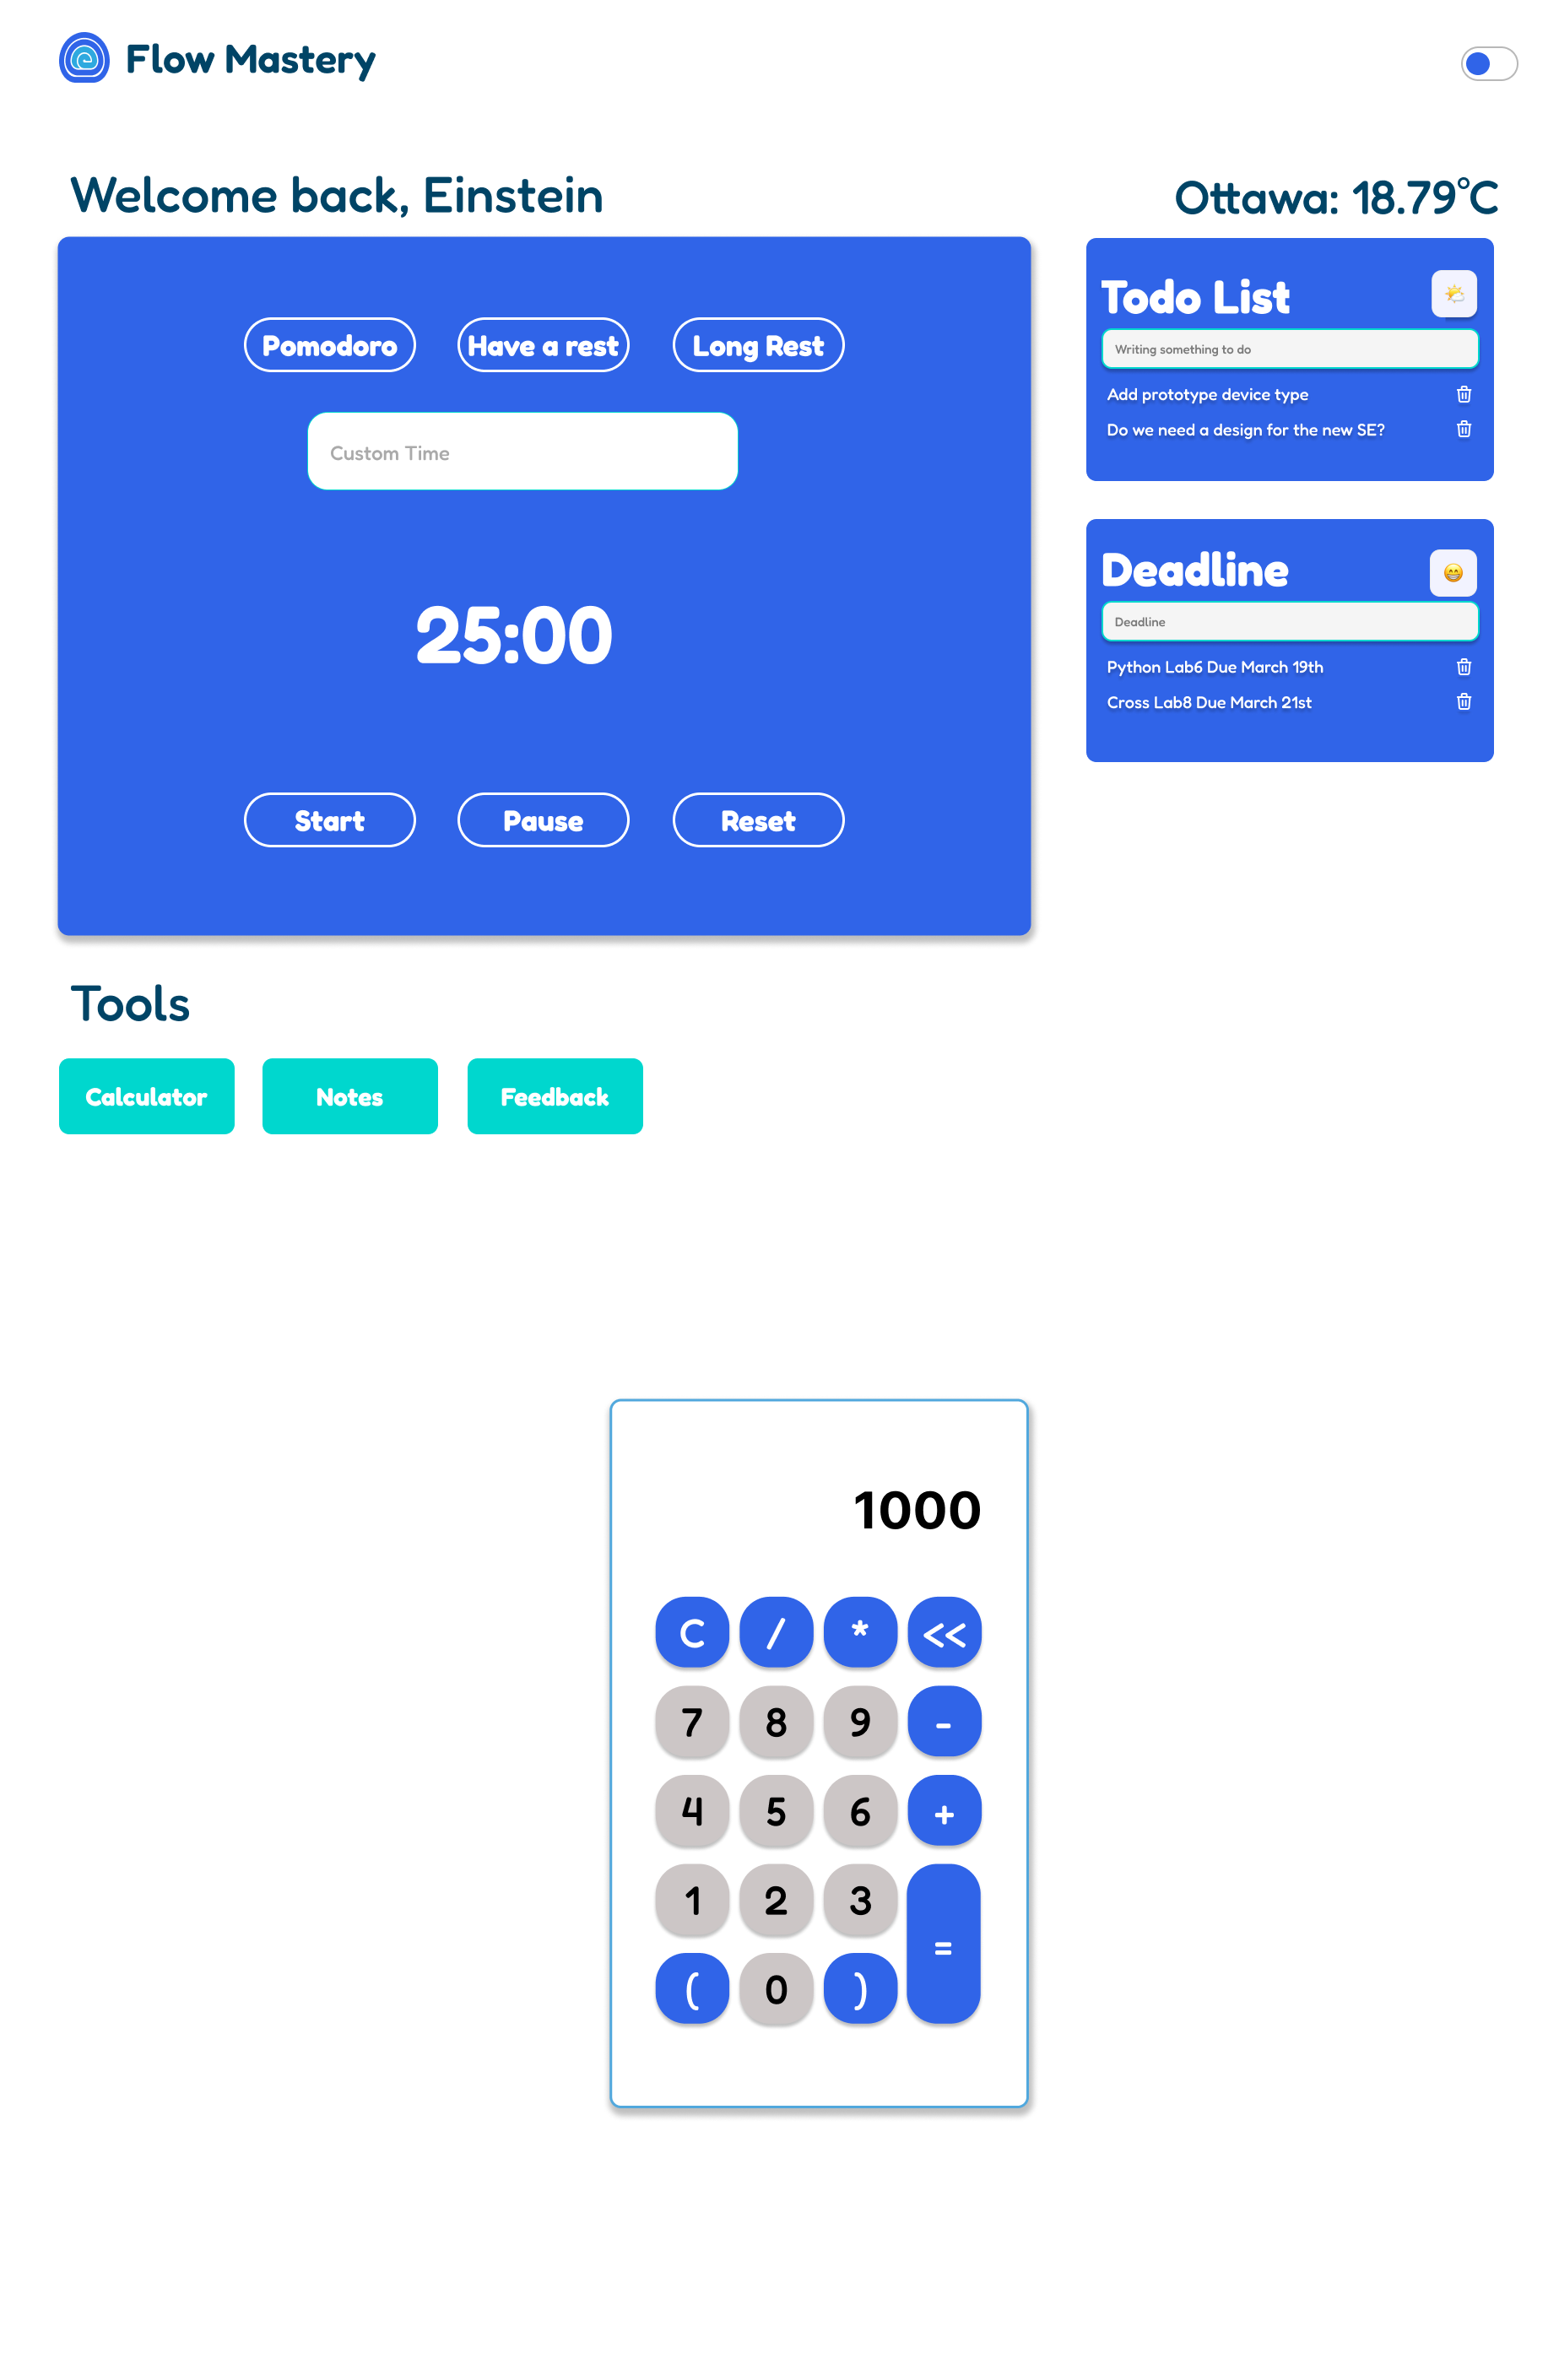 Flow Mastery
Welcome back, Einstein
Ottawa: 18.79°C
Pomodoro
Have a rest
Long Rest
Custom Time
25:00
Start
Pause
Reset
Todo List
Writing something to do
Add prototype device type
Do we need a design for the new SE?
Deadline
Deadline
Python Lab6 Due March 19th
Cross Lab8 Due March 21st
Tools
Calculator
Notes
Feedback
1000
C / * <<
7 8 9 -
4 5 6 +
1 2 3
=
( 0 )